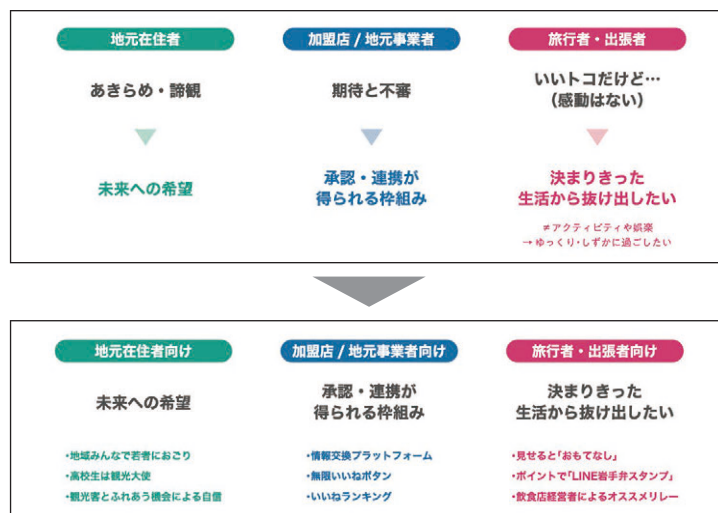 地元在住者
加盟店 / 地元事業者
旅行者・出張者
あきらめ・諦観
期待と不審
いいトコだけど…
(感動はない)
未来への希望
承認・連携が
得られる枠組み
決まりきった
生活から抜け出したい
≠アクティビティや娯楽
→ ゆっくり・しずかに過ごしたい
地元在住者向け
加盟店 / 地元事業者向け
旅行者・出張者向け
未来への希望
承認・連携が
得られる枠組み
決まりきった
生活から抜け出したい
・地域みんなで若者におごり
・高校生は観光大使
・観光客とふれあう機会による自信
・情報交換プラットフォーム
・無限いいねボタン
・いいねランキング
・見せると「おもてなし」
・ポイントで「LINE岩手弁スタンプ」
・飲食店経営者によるオススメリレー